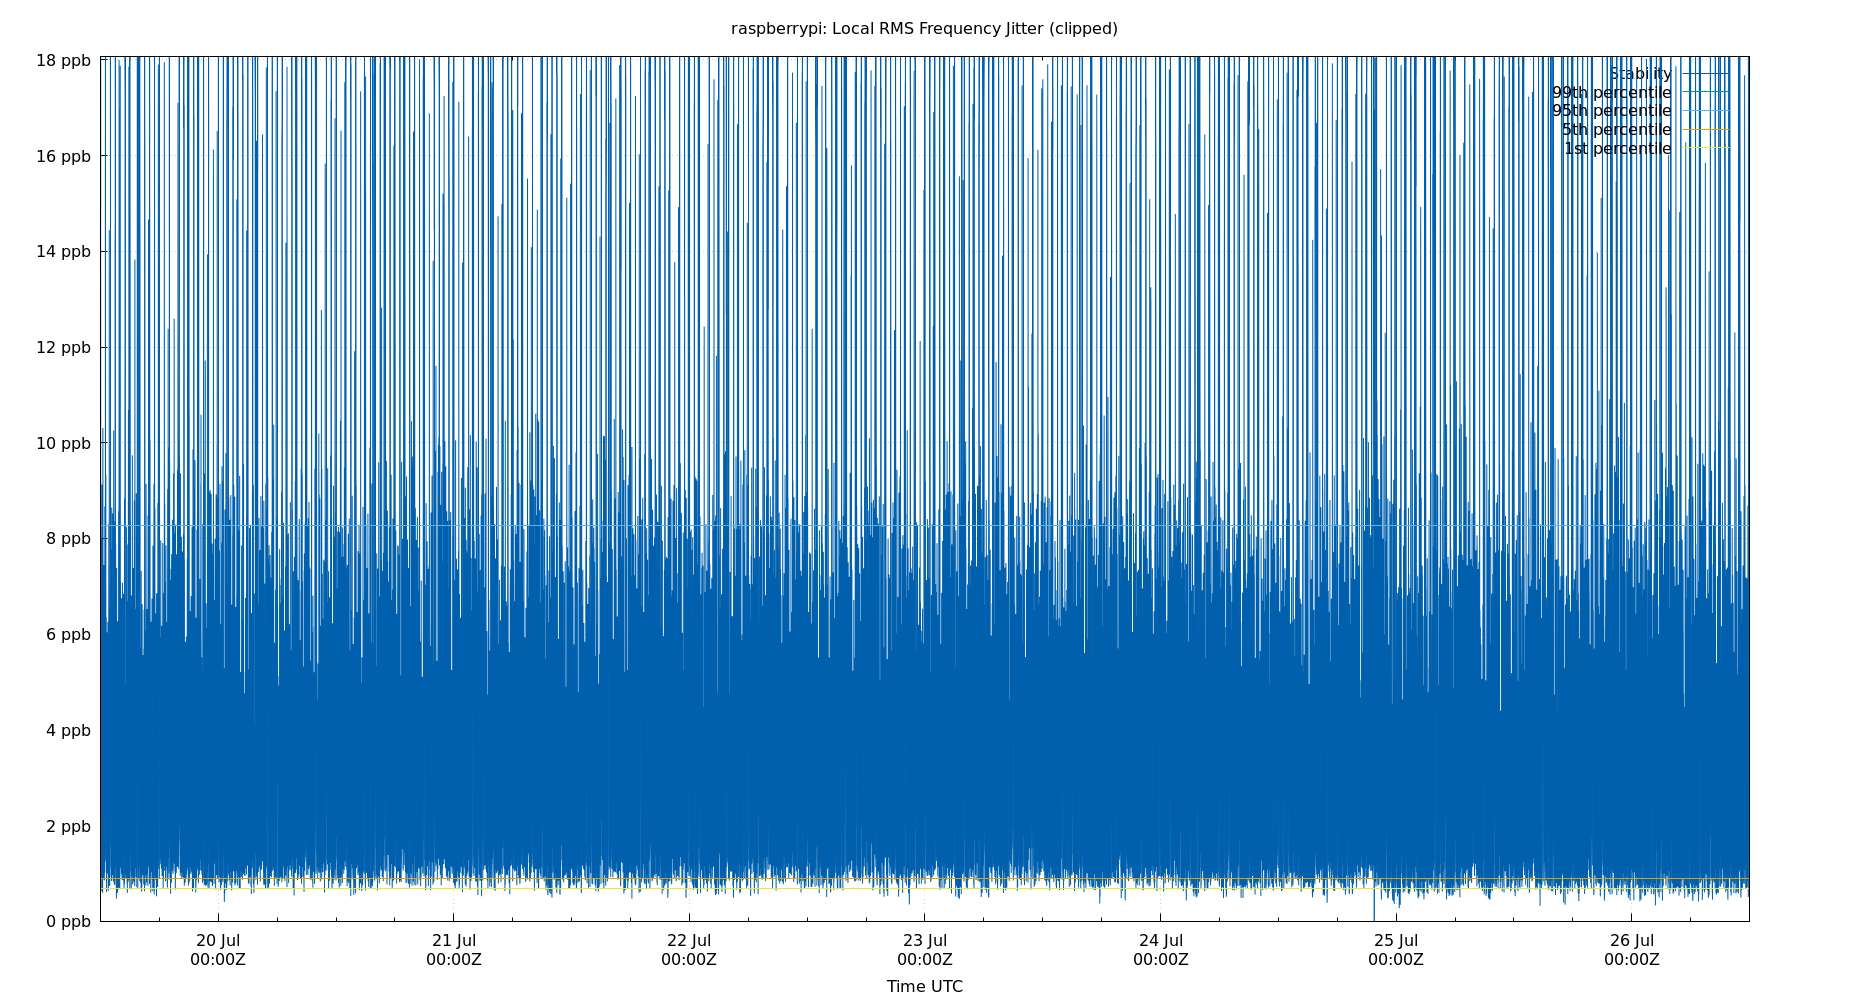 raspberrypi: Local RMS Frequency Jitter (clipped)
18 ppb
16 ppb
14 ppb
12 ppb
10 ppb
8 ppb
6 ppb
4 ppb
2 ppb
0 ppb
Stability
99th percentile
95th percentile
5th percentile
1st percentile
20 Jul
00:00Z
21 Jul
00:00Z
22 Jul
00:00Z
23 Jul
00:00Z
24 Jul
00:00Z
25 Jul
00:00Z
26 Jul
00:00Z
Time UTC